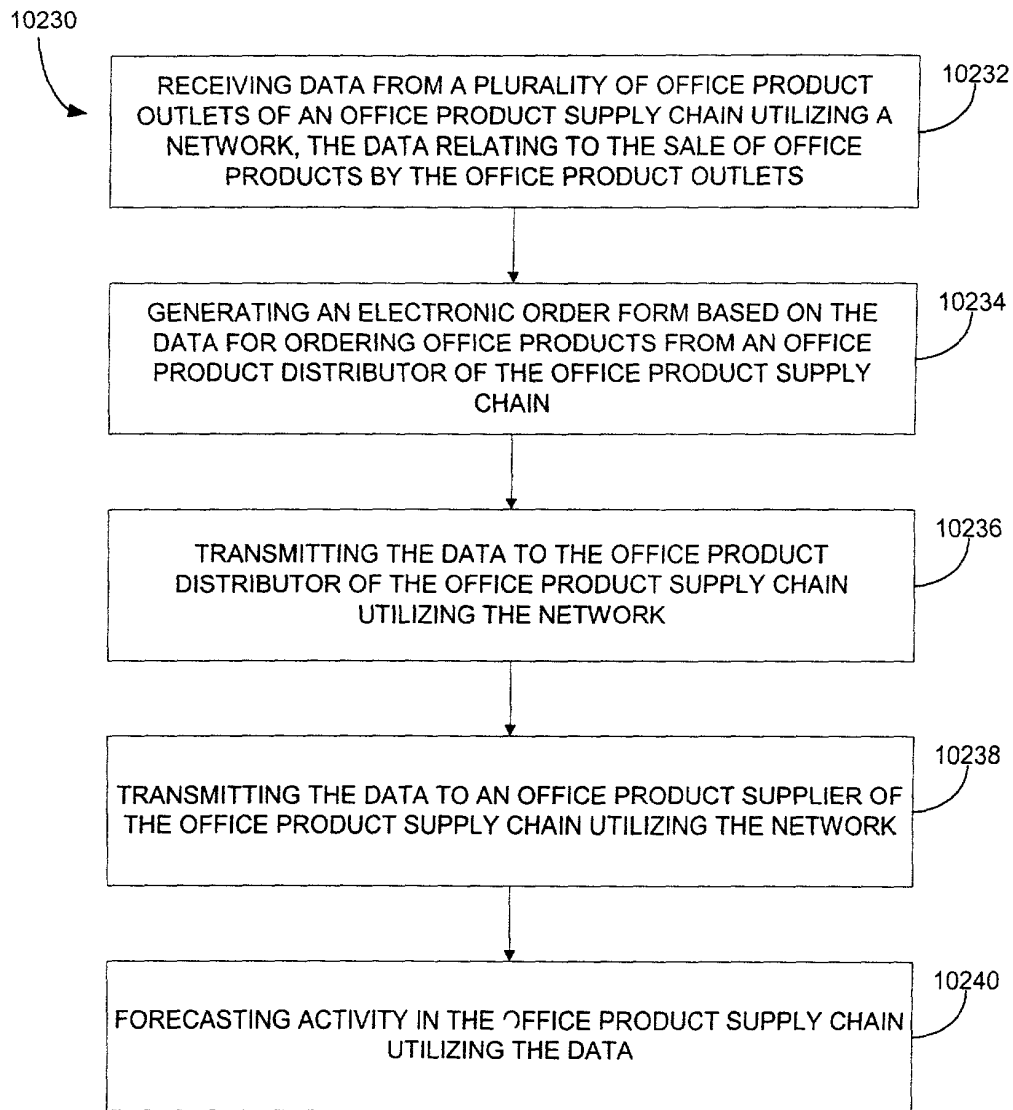 10230
RECEIVING DATA FROM A PLURALITY OF OFFICE PRODUCT
OUTLETS OF AN OFFICE PRODUCT SUPPLY CHAIN UTILIZING A
NETWORK, THE DATA RELATING TO THE SALE OF OFFICE
PRODUCTS BY THE OFFICE PRODUCT OUTLETS
10232
GENERATING AN ELECTRONIC ORDER FORM BASED ON THE
DATA FOR ORDERING OFFICE PRODUCTS FROM AN OFFICE
PRODUCT DISTRIBUTOR OF THE OFFICE PRODUCT SUPPLY
CHAIN
10234
TRANSMITTING THE DATA TO THE OFFICE PRODUCT
DISTRIBUTOR OF THE OFFICE PRODUCT SUPPLY CHAIN
UTILIZING THE NETWORK
10236
TRANSMITTING THE DATA TO AN OFFICE PRODUCT SUPPLIER OF
THE OFFICE PRODUCT SUPPLY CHAIN UTILIZING THE NETWORK
10238
FORECASTING ACTIVITY IN THE OFFICE PRODUCT SUPPLY CHAIN
UTILIZING THE DATA
10240